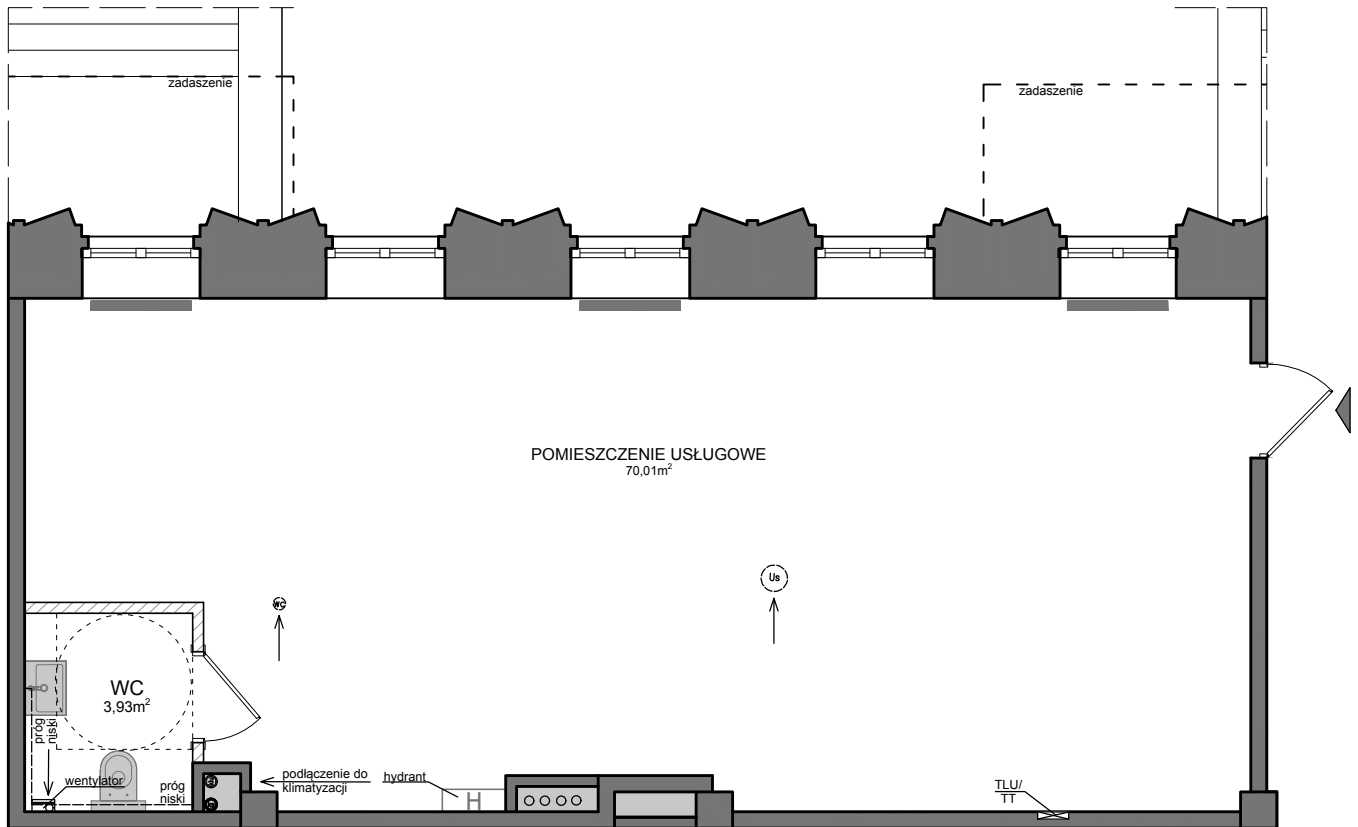 zadaszenie
zadaszenie
POMIESZCZENIE USŁUGOWE
70,01m²
Us
WC
WC
3,93m²
próg
niski
wentylator
próg
niski
podłączenie do
klimatyzacji
hydrant
H
TLU/
TT